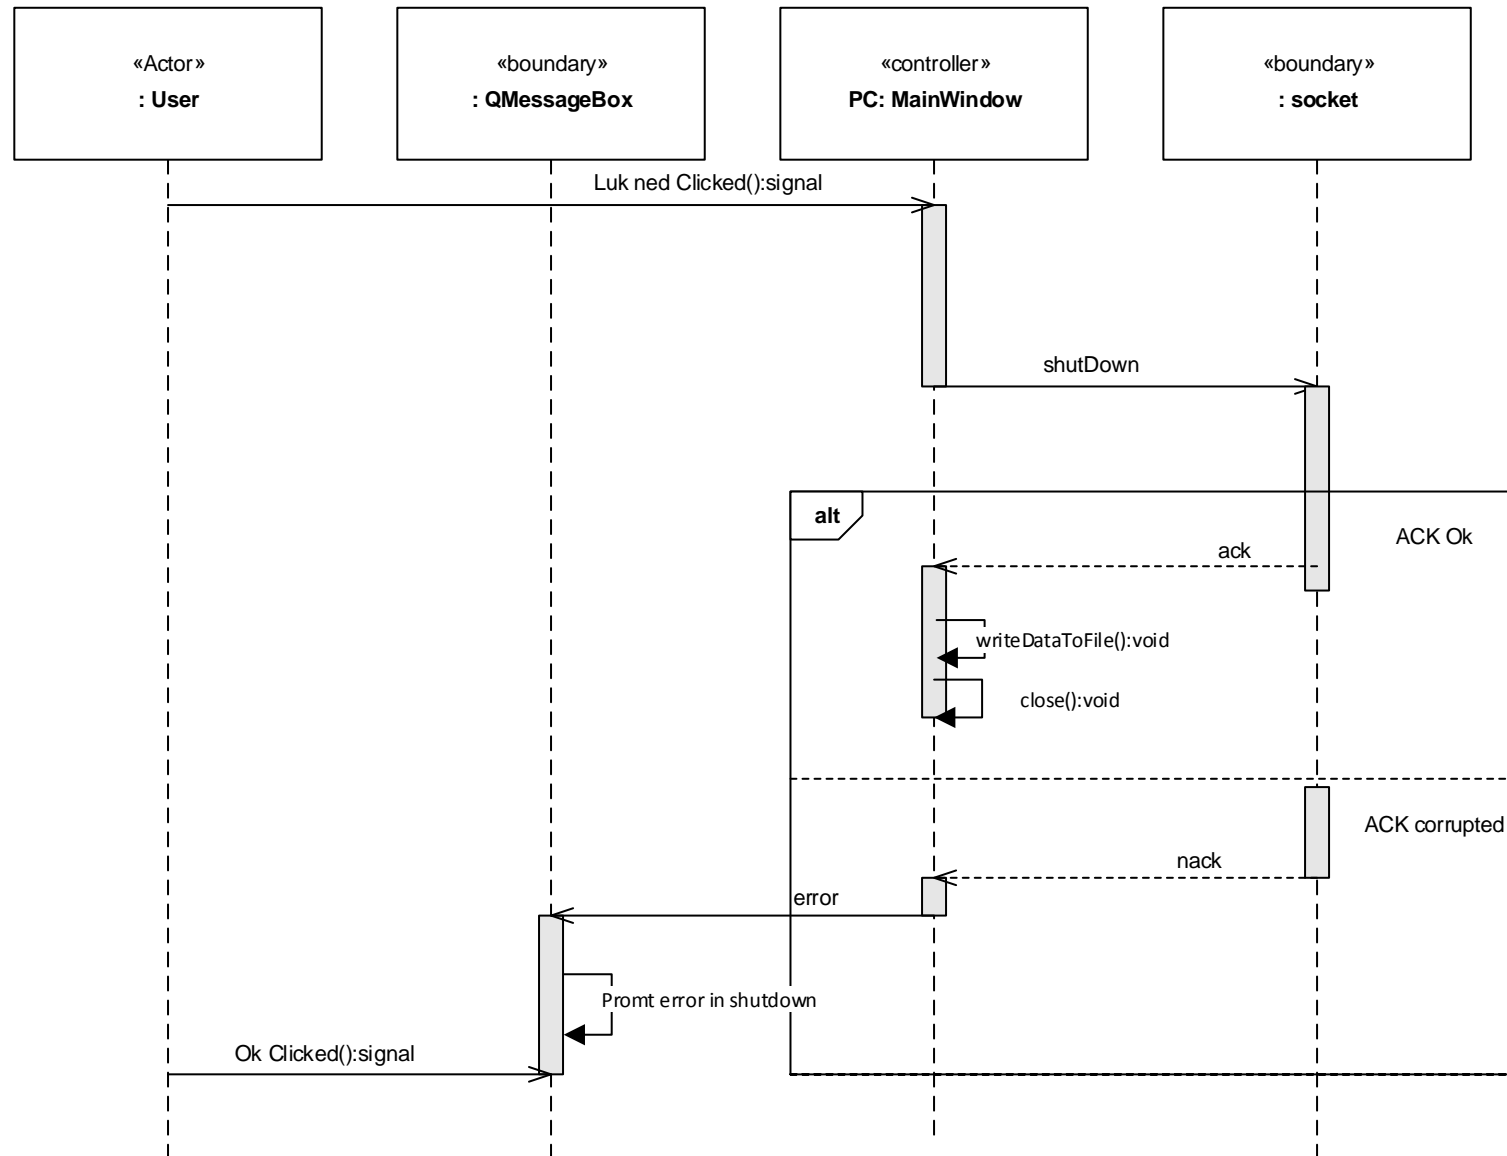 «Actor»
: User
«boundary»
: QMessageBox
«controller»
PC: MainWindow
«boundary»
: socket
Luk ned Clicked():signal
shutDown
alt
ACK Ok
ack
writeDataToFile():void
close():void
ACK corrupted
nack
error
Promt error in shutdown
Ok Clicked():signal